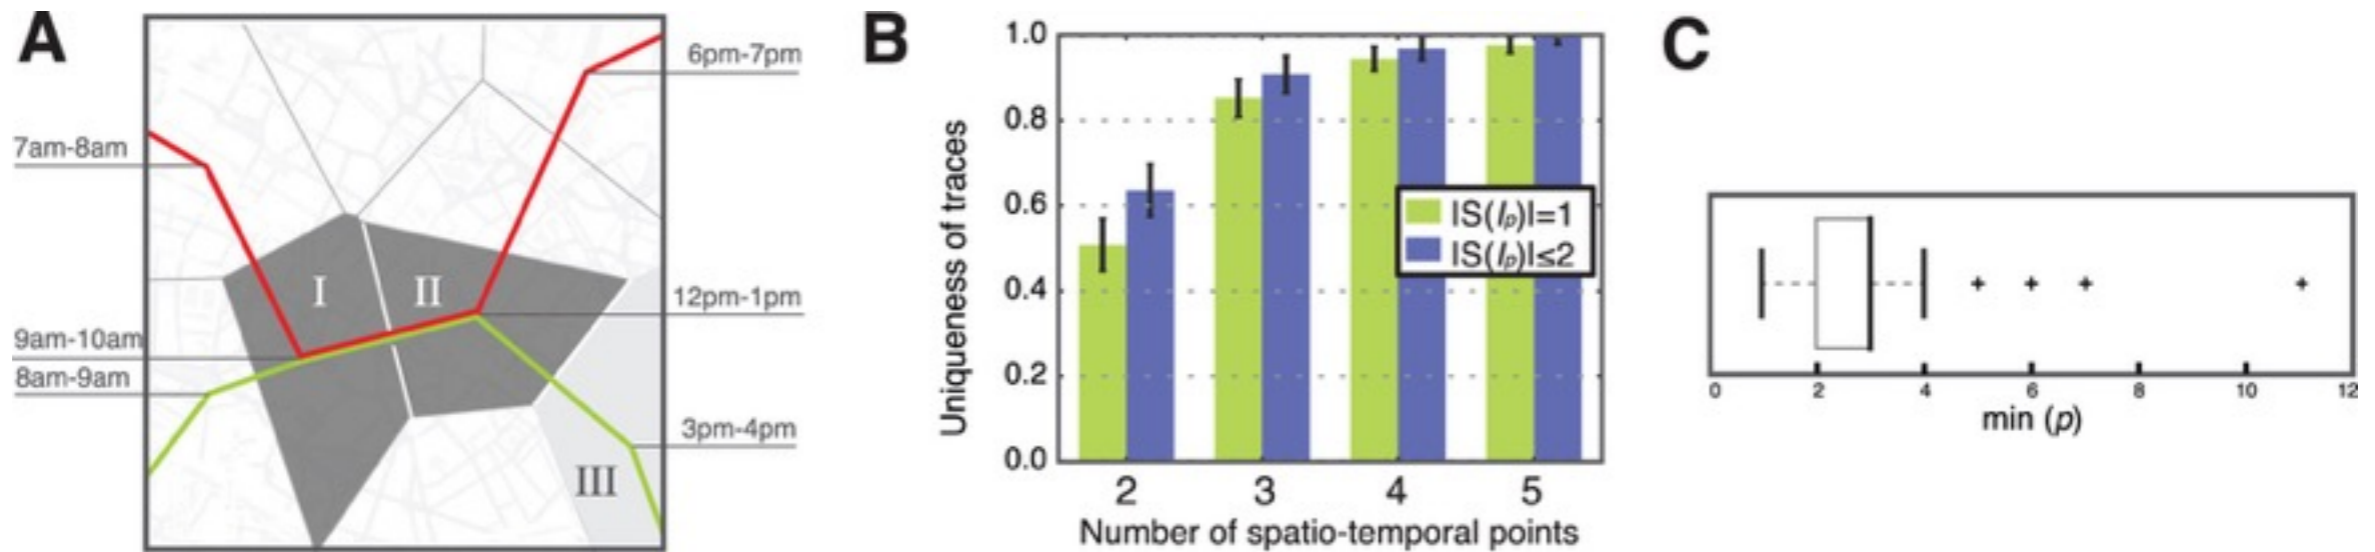 A
6pm-7pm
7am-8am
I
II
12pm-1pm
9am-10am
8am-9am
3pm-4pm
III
B
Uniqueness of traces
1.0
0.8
0.6
0.4
0.2
0.0
|S(Ip)|=1
|S(Ip)|≤2
2 3 4 5
Number of spatio-temporal points
C
0 2 4 6 8 10 12
min (p)